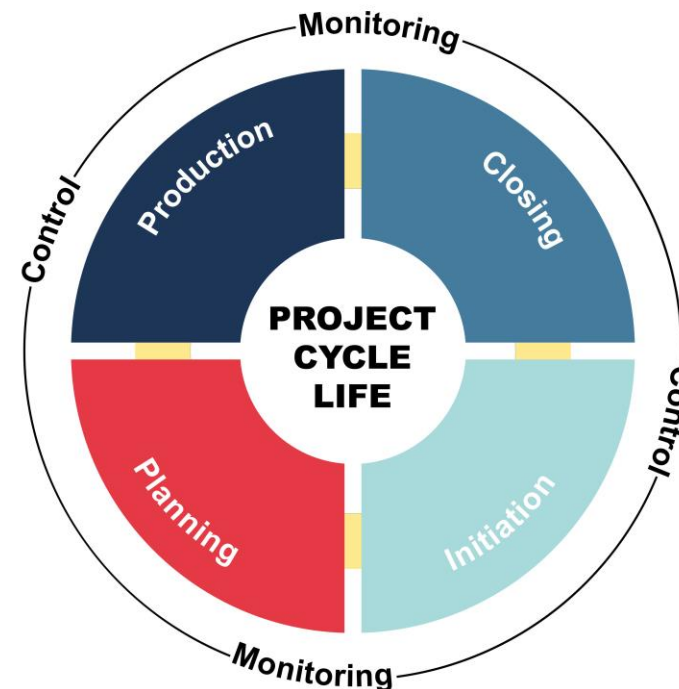 Monitoring
Production
Closing
Control
PROJECT
CYCLE
LIFE
Control
Planning
Initiation
Monitoring